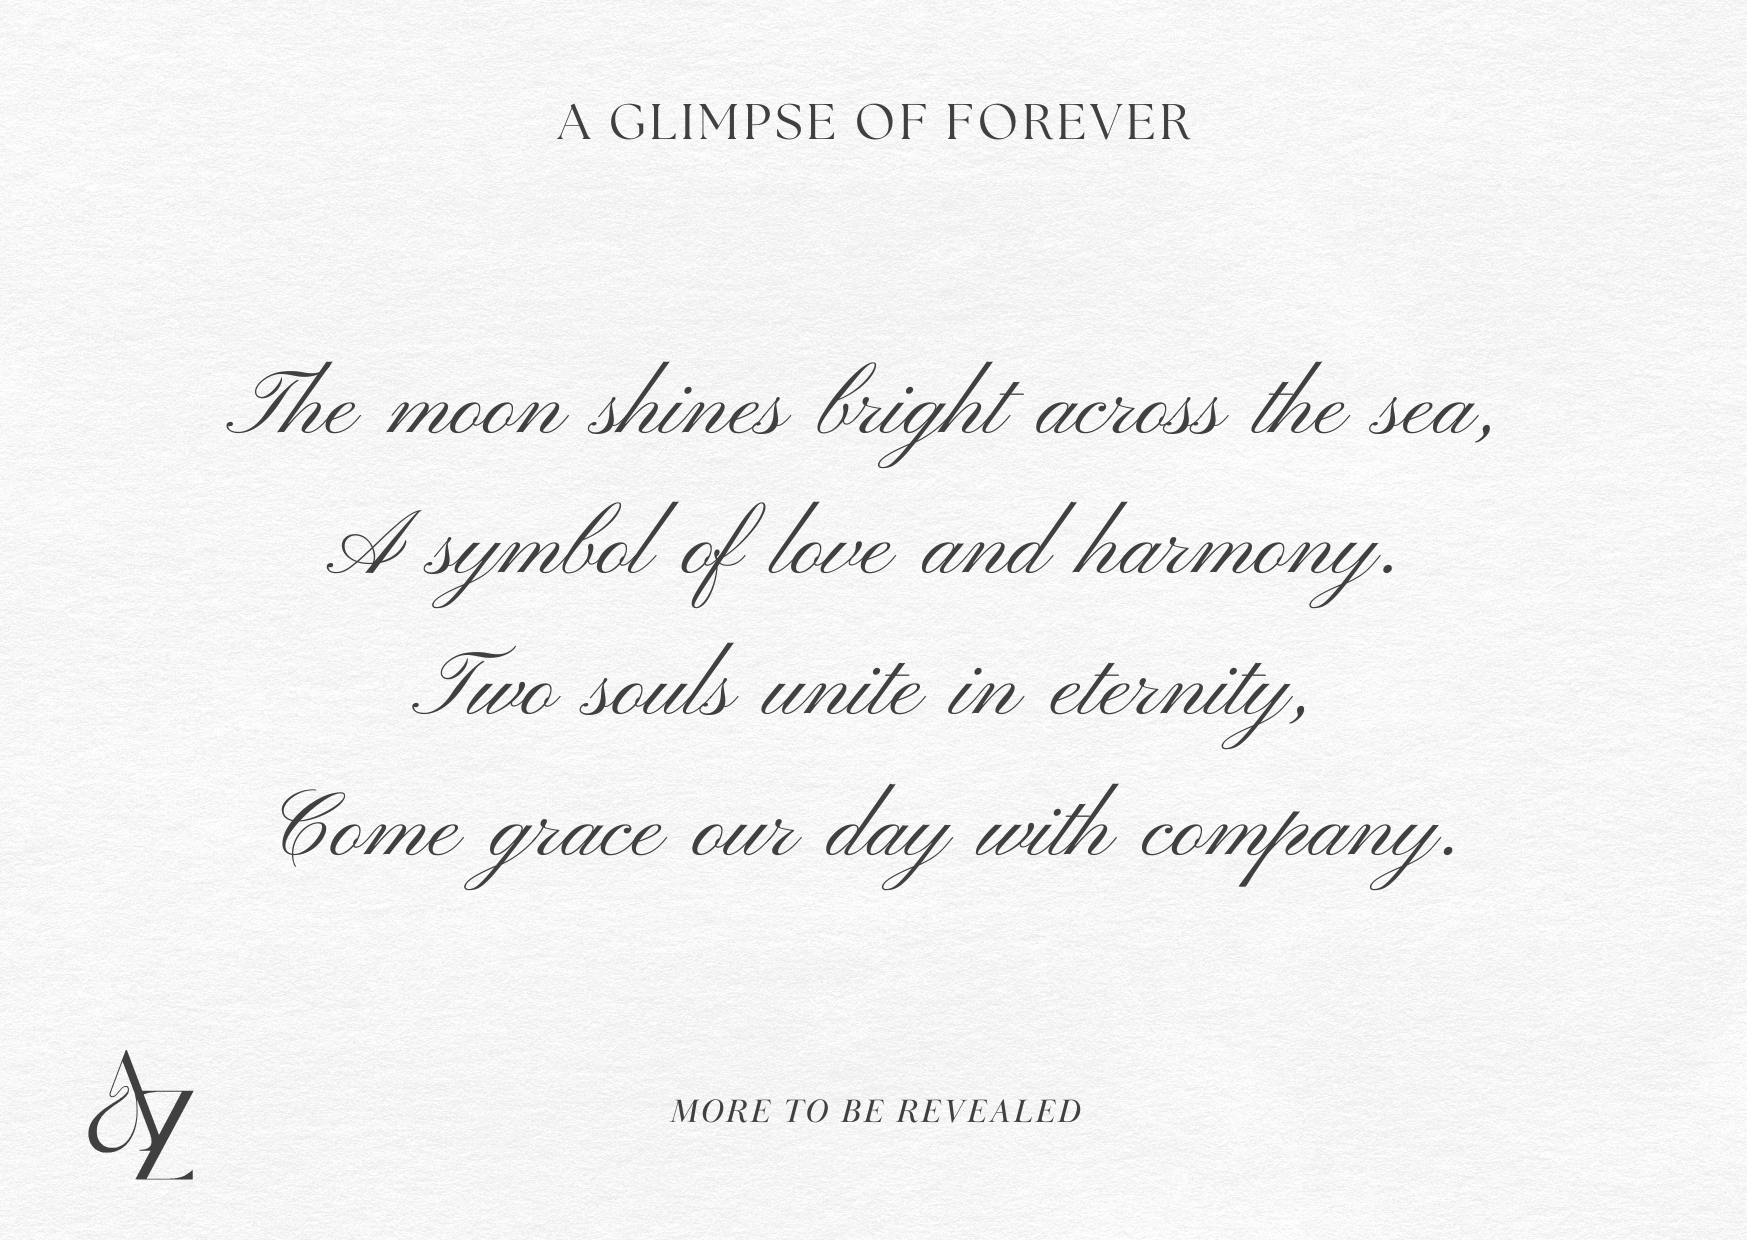 A GLIMPSE OF FOREVER
The moon shines bright across the sea,
A symbol of love and harmony.
Two souls unite in eternity,
Come grace our day with company.
AZ
MORE TO BE REVEALED